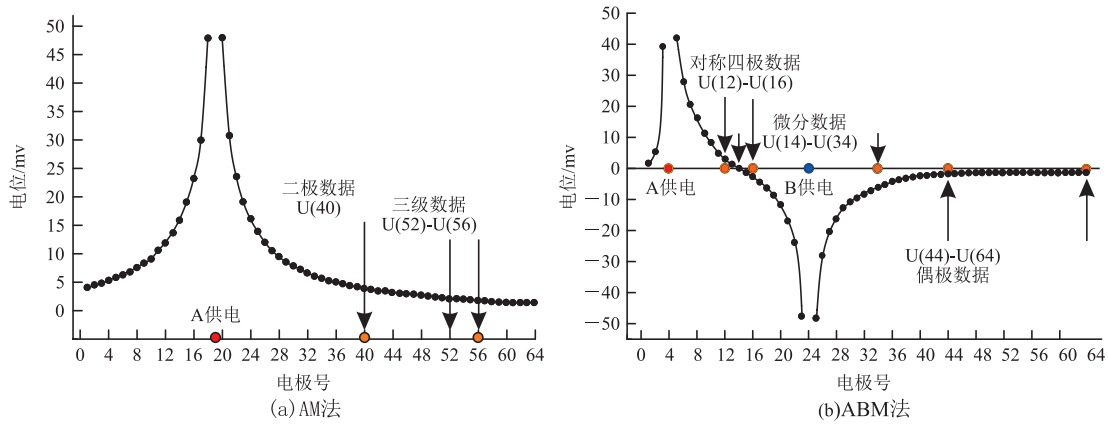 50
45
40
35
30
25
20
15
10
5
0
电位/mv
二极数据
U(40)
三级数据
U(52)-U(56)
A供电
0 4 8 12 16 20 24 28 32 36 40 44 48 52 56 60 64
电极号
(a)AM法
50
40
30
20
10
0
-10
-20
-30
-40
-50
电位/mv
对称四极数据
U(12)-U(16)
微分数据
U(14)-U(34)
A供电
B供电
U(44)-U(64)
偶极数据
0 4 8 12 16 20 24 28 32 36 40 44 48 52 56 60 64
电极号
(b)ABM法